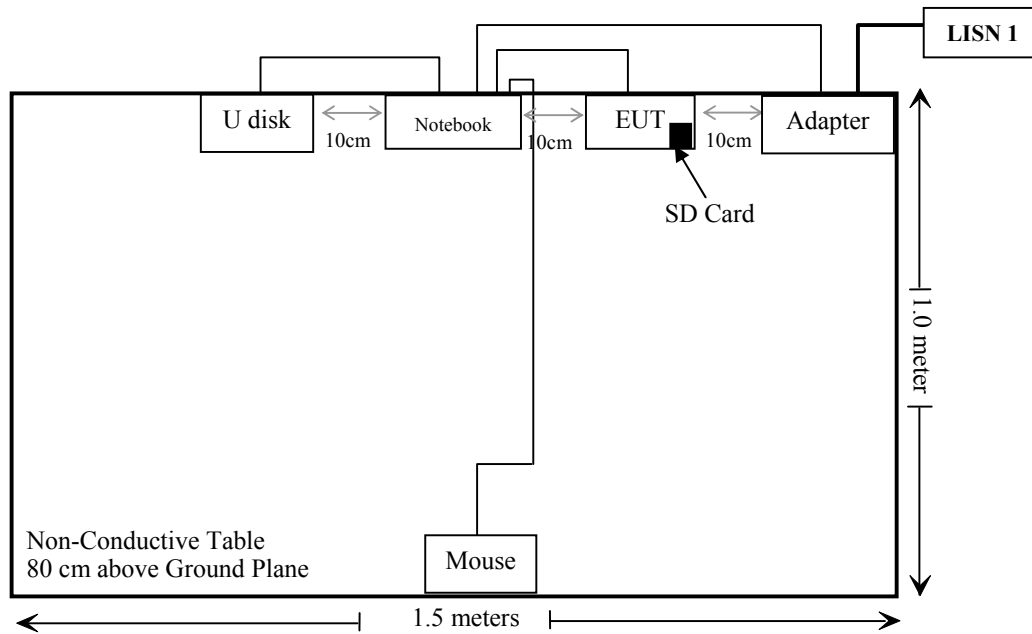 LISN 1
U disk
Notebook
EUT
Adapter
10cm
10cm
10cm
SD Card
1.0 meter
Non-Conductive Table
80 cm above Ground Plane
Mouse
1.5 meters